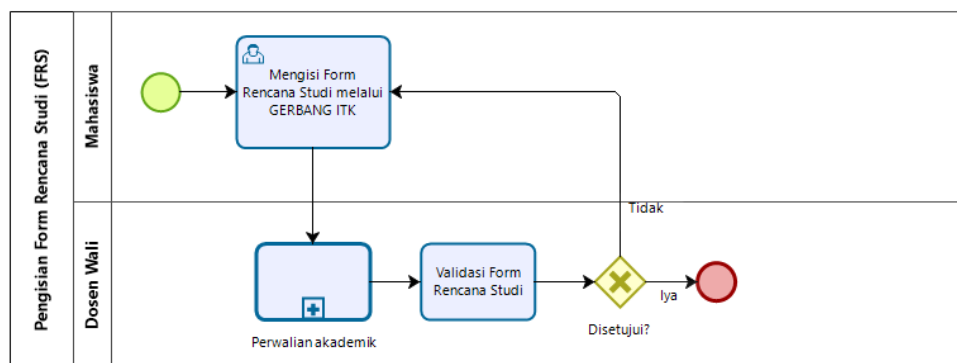 Pengisian Form Rencana Studi (FRS)
Mahasiswa
Mengisi Form
Rencana Studi melalui
GERBANG ITK
Tidak
Dosen Wali
Validasi Form
Rencana Studi
Iya
Perwalian akademik
Disetujui?